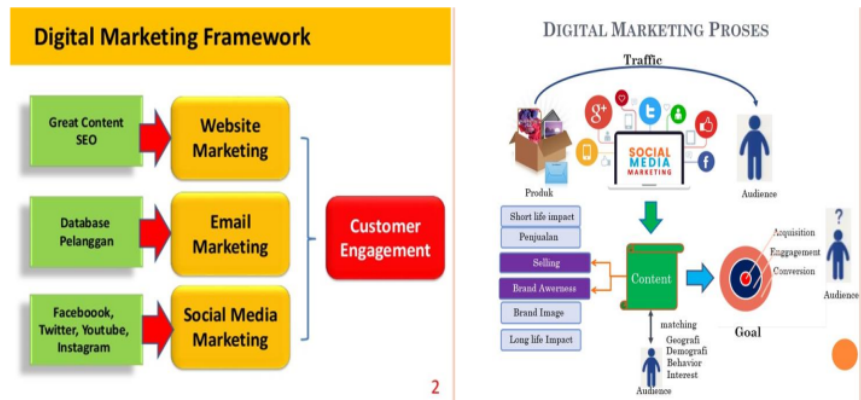 Digital Marketing Framework
Great Content
SEO
Website
Marketing
Database
Pelanggan
Email
Marketing
Faceboook,
Twitter, Youtube,
Instagram
Social Media
Marketing
Customer
Engagement
2
DIGITAL MARKETING PROSES
Traffic
g+
t
f
SOCIAL
MEDIA
MARKETING
Produk
Audience
Short life impact
Penjualan
Selling
Brand Awerness
Brand Image
Long life Impact
Content
matching
Geografi
Demografi
Behavior
Interest
Audience
?
Acquisition
Enggagement
Conversion
Audience
Goal